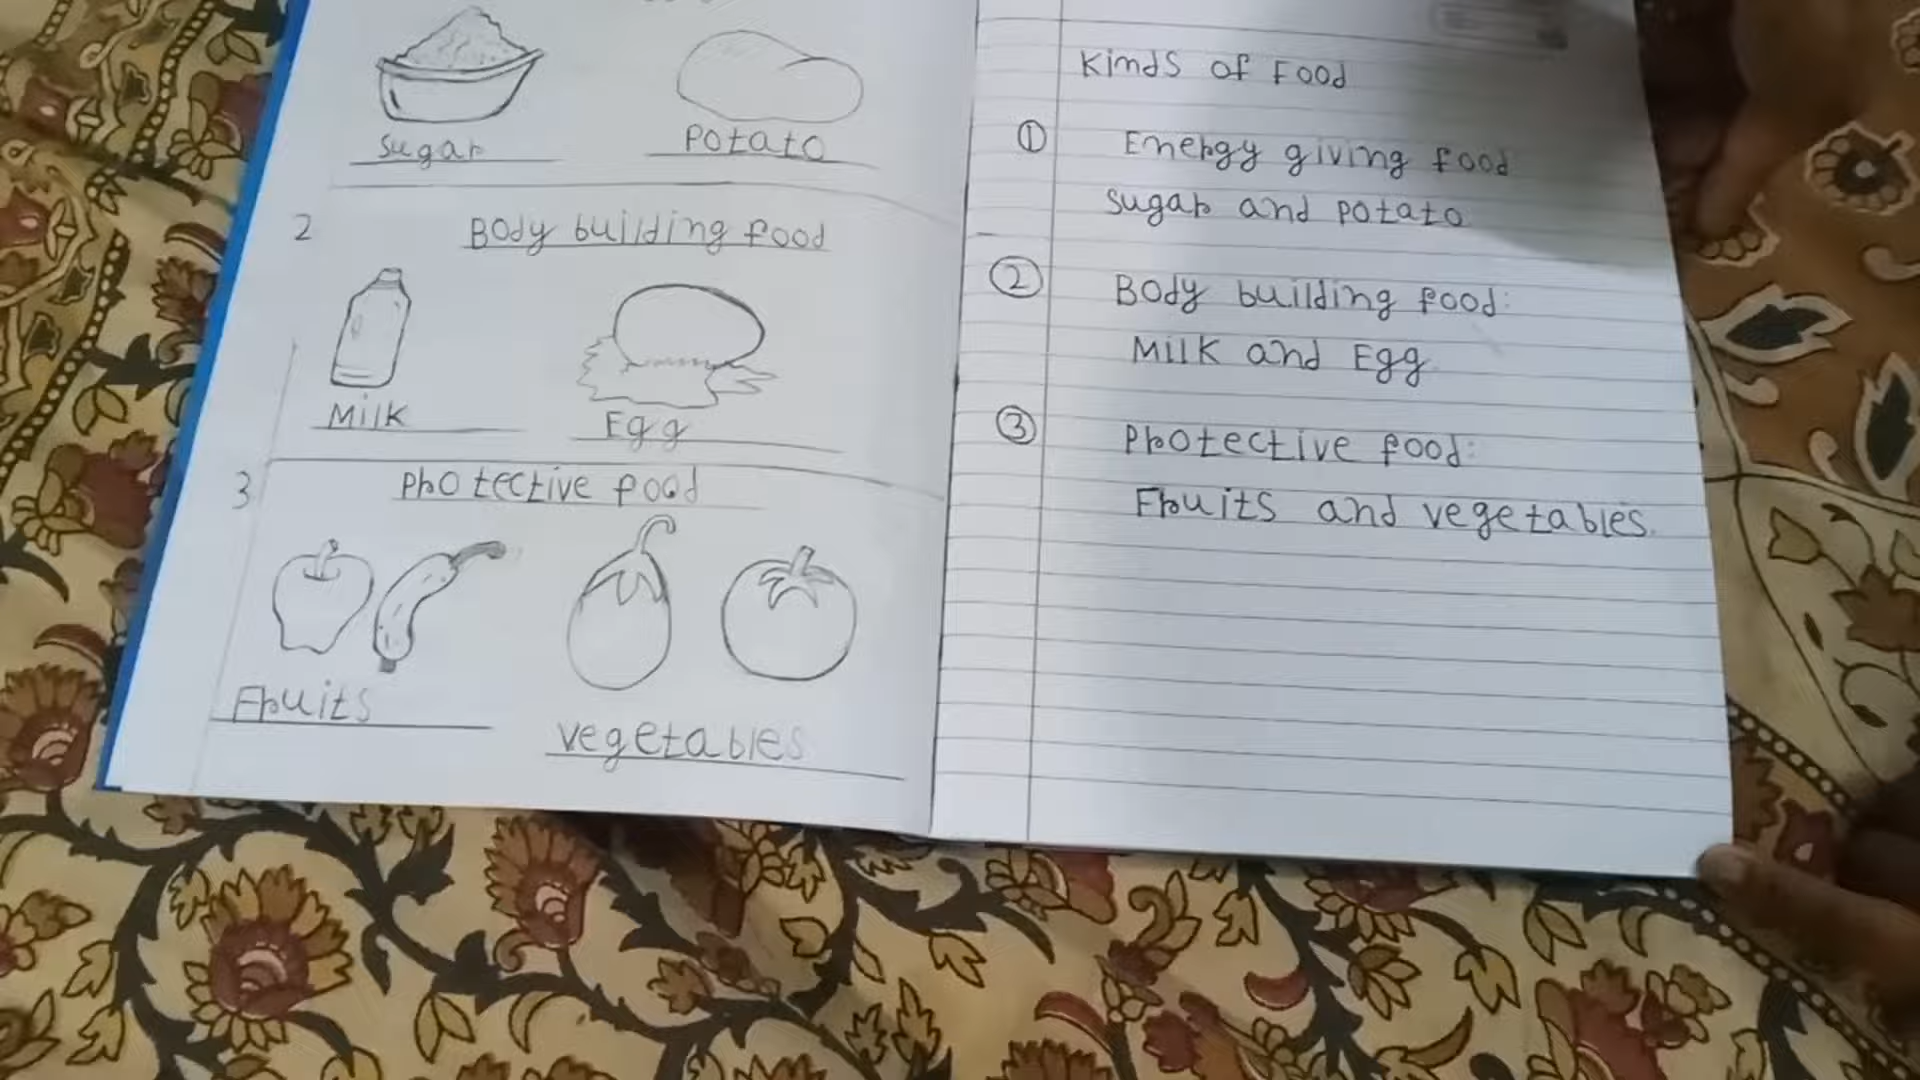 Sugar
Potato
2 Body building food
Milk
Egg
3 Protective food
Fruits
vegetables
Kinds of Food
① Energy giving food
Sugar and potato
② Body building food:
Milk and Egg
③ Protective food:
Fruits and vegetables.